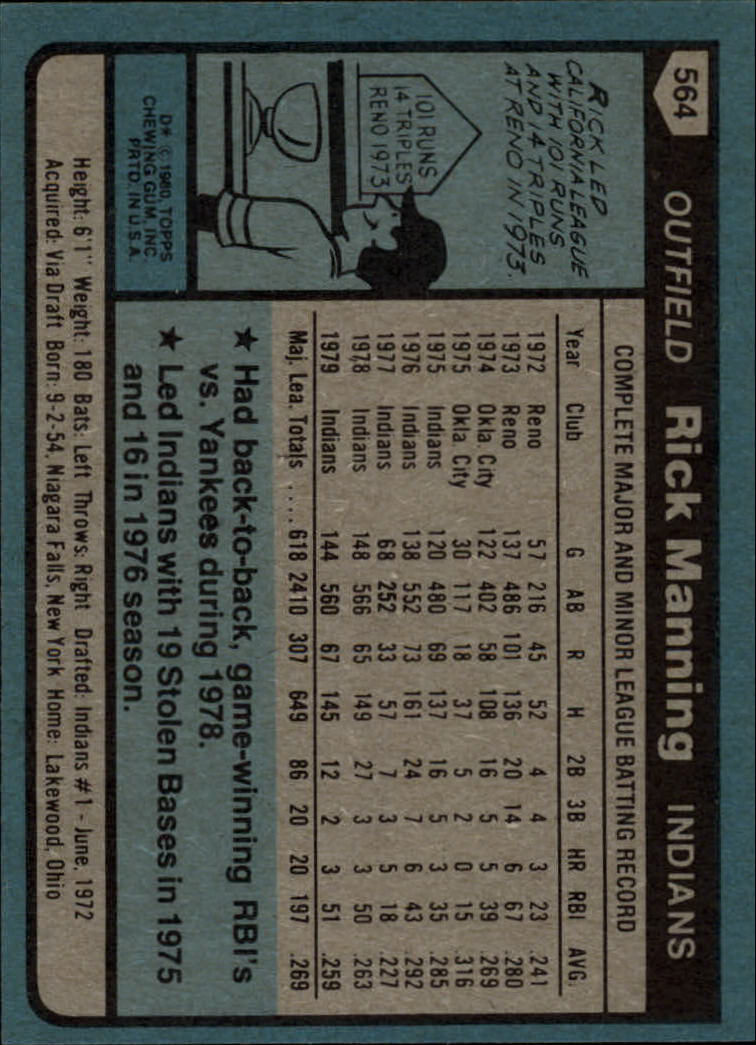 564 OUTFIELD Rick Manning INDIANS
RICK LED
CALIFORNIA LEAGUE
WITH 101 RUNS
AND 14 TRIPLES
AT RENO IN 1973.
101 RUNS
14 TRIPLES
RENO 1973
D* © 1980, TOPPS
CHEWING GUM, INC.
PRTD. IN U.S.A.
COMPLETE MAJOR AND MINOR LEAGUE BATTING RECORD
Year Club G AB R H 2B 3B HR RBI AVG.
1972 Reno 57 216 45 52 4 4 3 23 .241
1973 Reno 137 486 101 136 20 14 6 67 .280
1974 Okla. City 122 402 58 108 16 5 5 39 .269
1975 Okla. City 30 117 18 37 5 2 0 15 .316
1975 Indians 120 480 69 137 16 5 3 35 .285
1976 Indians 138 552 73 161 24 7 6 43 .292
1977 Indians 68 252 33 57 7 3 5 18 .227
1978 Indians 148 566 65 149 27 3 3 50 .263
1979 Indians 144 560 67 145 12 2 3 51 .259
Maj. Lea. Totals .... 618 2410 307 649 86 20 20 197 .269
★ Had back-to-back, game-winning RBI's
vs. Yankees during 1978.
★ Led Indians with 19 Stolen Bases in 1975
and 16 in 1976 season.
Height: 6'1" Weight: 180 Bats: Left Throws: Right Drafted: Indians #1 - June, 1972
Acquired: Via Draft Born: 9-2-54, Niagara Falls, New York Home: Lakewood, Ohio